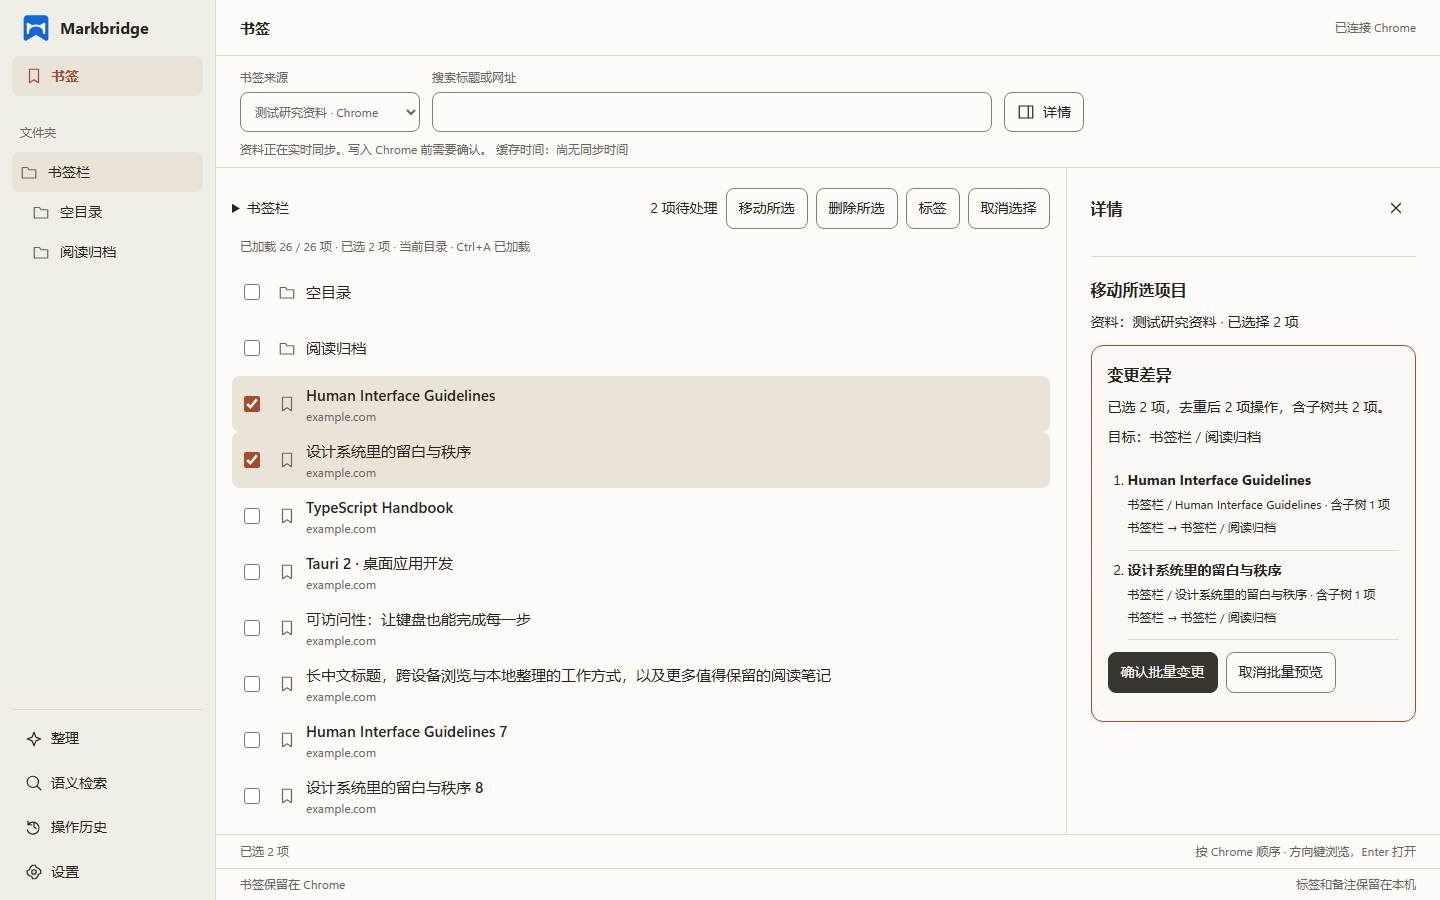 Markbridge
书签
文件夹
书签栏
空目录
阅读归档
整理
语义检索
操作历史
设置
书签
已连接 Chrome
书签来源
搜索标题或网址
测试研究资料 · Chrome
详情
资料正在实时同步。写入 Chrome 前需要确认。 缓存时间：尚无同步时间
书签栏
2 项待处理
移动所选
删除所选
标签
取消选择
已加载 26 / 26 项 · 已选 2 项 · 当前目录 · Ctrl+A 已加载
空目录
阅读归档
Human Interface Guidelines
example.com
设计系统里的留白与秩序
example.com
TypeScript Handbook
example.com
Tauri 2 · 桌面应用开发
example.com
可访问性：让键盘也能完成每一步
example.com
长中文标题，跨设备浏览与本地整理的工作方式，以及更多值得保留的阅读笔记
example.com
Human Interface Guidelines 7
example.com
设计系统里的留白与秩序 8
example.com
详情
移动所选项目
资料：测试研究资料 · 已选择 2 项
变更差异
已选 2 项，去重后 2 项操作，含子树共 2 项。
目标：书签栏 / 阅读归档
1. Human Interface Guidelines
书签栏 / Human Interface Guidelines · 含子树 1 项
书签栏 → 书签栏 / 阅读归档
2. 设计系统里的留白与秩序
书签栏 / 设计系统里的留白与秩序 · 含子树 1 项
书签栏 → 书签栏 / 阅读归档
确认批量变更
取消批量预览
已选 2 项
按 Chrome 顺序 · 方向键浏览，Enter 打开
书签保留在 Chrome
标签和备注保留在本机